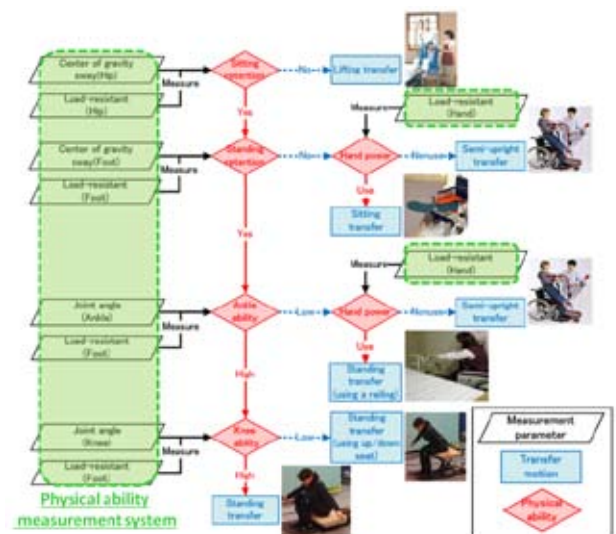 Center of gravity
sway(Hip)
Measure
Load-resistant
(Hip)
Sitting
retention
No
Lifting transfer
Yes
Measure
Load-resistant
(Hand)
Center of gravity
sway(Foot)
Measure
Load-resistant
(Foot)
Standing
retention
No
Hand power
Nonuse
Semi-upright
transfer
Use
Sitting
transfer
Yes
Measure
Load-resistant
(Hand)
Joint angle
(Ankle)
Measure
Load-resistant
(Foot)
Ankle
ability
Low
Hand power
Nonuse
Semi-upright
transfer
Use
High
Standing
transfer
(using a railing)
Joint angle
(Knee)
Measure
Load-resistant
(Foot)
Knee
ability
Low
Standing
transfer
(using up/down
seat)
High
Standing
transfer
Physical ability
measurement system
Measurement
parameter
Transfer
motion
Physical
ability